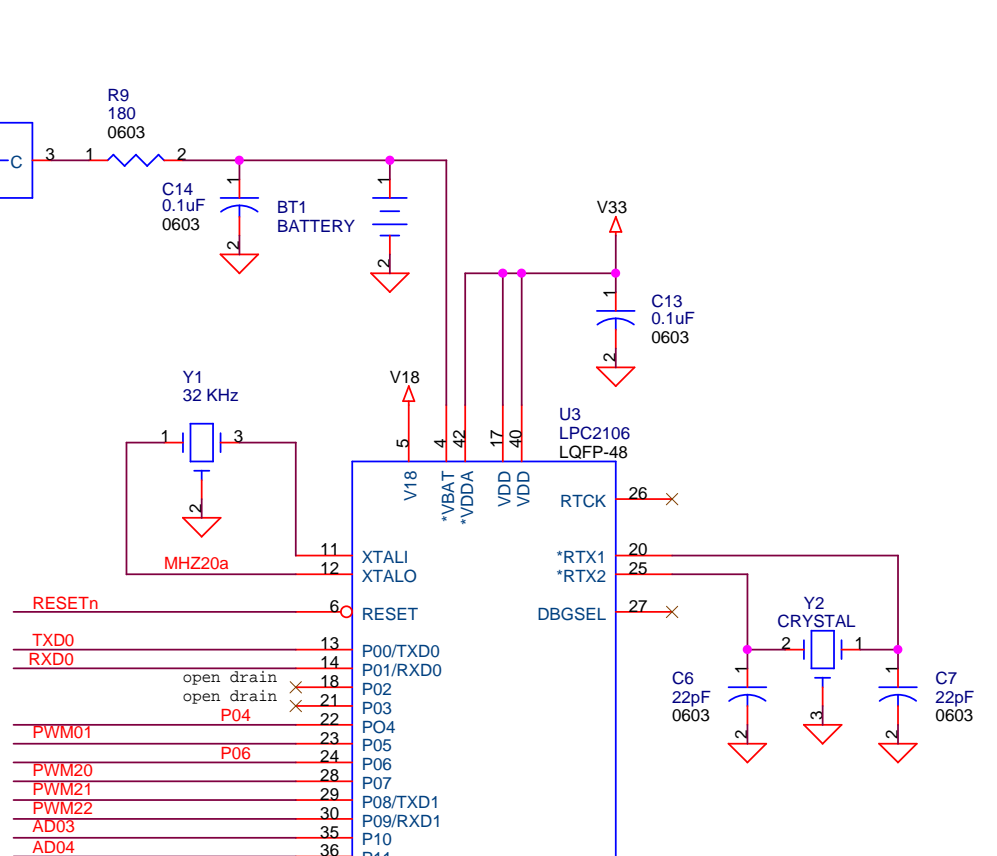 R9
180
0603
C
3
1
2
C14
0.1uF
0603
1
2
BT1
BATTERY
1
2
V33
1
C13
0.1uF
0603
2
Y1
32 KHz
1
3
2
V18
5
4
42
17
40
U3
LPC2106
LQFP-48
V18
*VBAT
*VDDA
VDD
VDD
RTCK
26
11
XTALI
*RTX1
20
MHZ20a
12
XTALO
*RTX2
25
RESETn
6
RESET
DBGSEL
27
Y2
CRYSTAL
2
1
3
C6
22pF
0603
1
2
C7
22pF
0603
1
2
TXD0
13
P00/TXD0
RXD0
14
P01/RXD0
open drain
18
P02
open drain
21
P03
P04
22
PO4
PWM01
23
P05
P06
24
P06
PWM20
28
P07
PWM21
29
P08/TXD1
PWM22
30
P09/RXD1
AD03
35
P10
AD04
36
P11